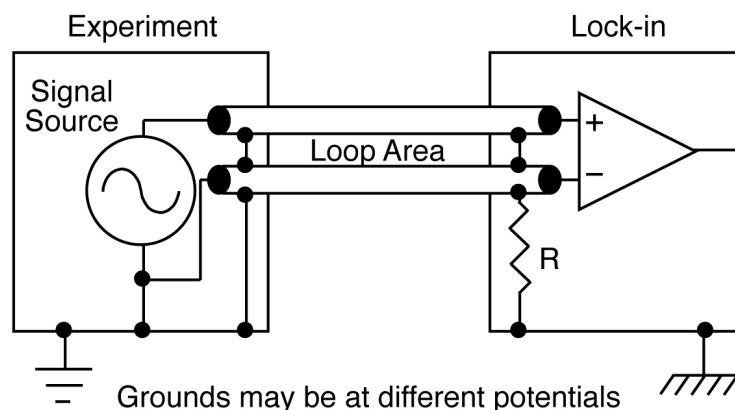 Experiment
Lock-in
Signal
Source
Loop Area
+
−
R
Grounds may be at different potentials